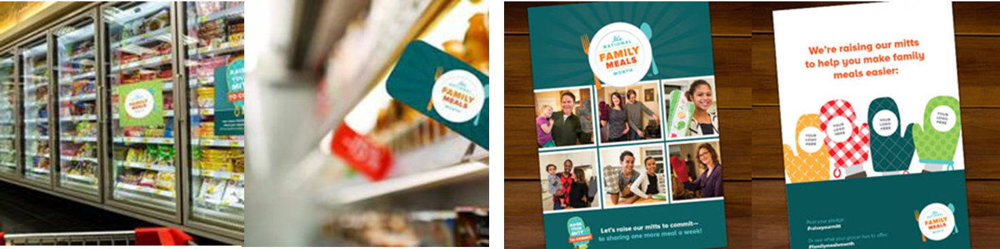 FAMILY
MEALS
RAISE
YOUR
MITT
TO COMMIT
NATIONAL
FAMILY
MEALS
MONTH
It's
NATIONAL
FAMILY
MEALS
MONTH
RAISE
YOUR
MITT
TO COMMIT
Let's raise our mitts to commit—
to sharing one more meal a week!
We're raising our mitts
to help you make family
meals easier:
YOUR
LOGO
HERE
YOUR
LOGO
HERE
YOUR
LOGO
HERE
YOUR
LOGO
HERE
Post your pledge:
#raiseyourmitt
Or see what your grocer has to offer:
#familymealsmonth
NATIONAL
FAMILY
MEALS
MONTH